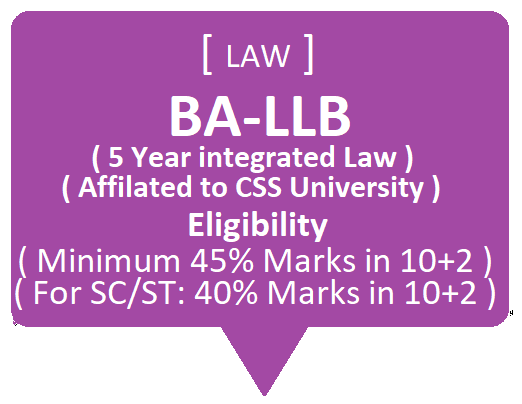 [ LAW ]
BA-LLB
( 5 Year integrated Law )
( Affilated to CSS University )
Eligibility
( Minimum 45% Marks in 10+2 )
( For SC/ST: 40% Marks in 10+2 )